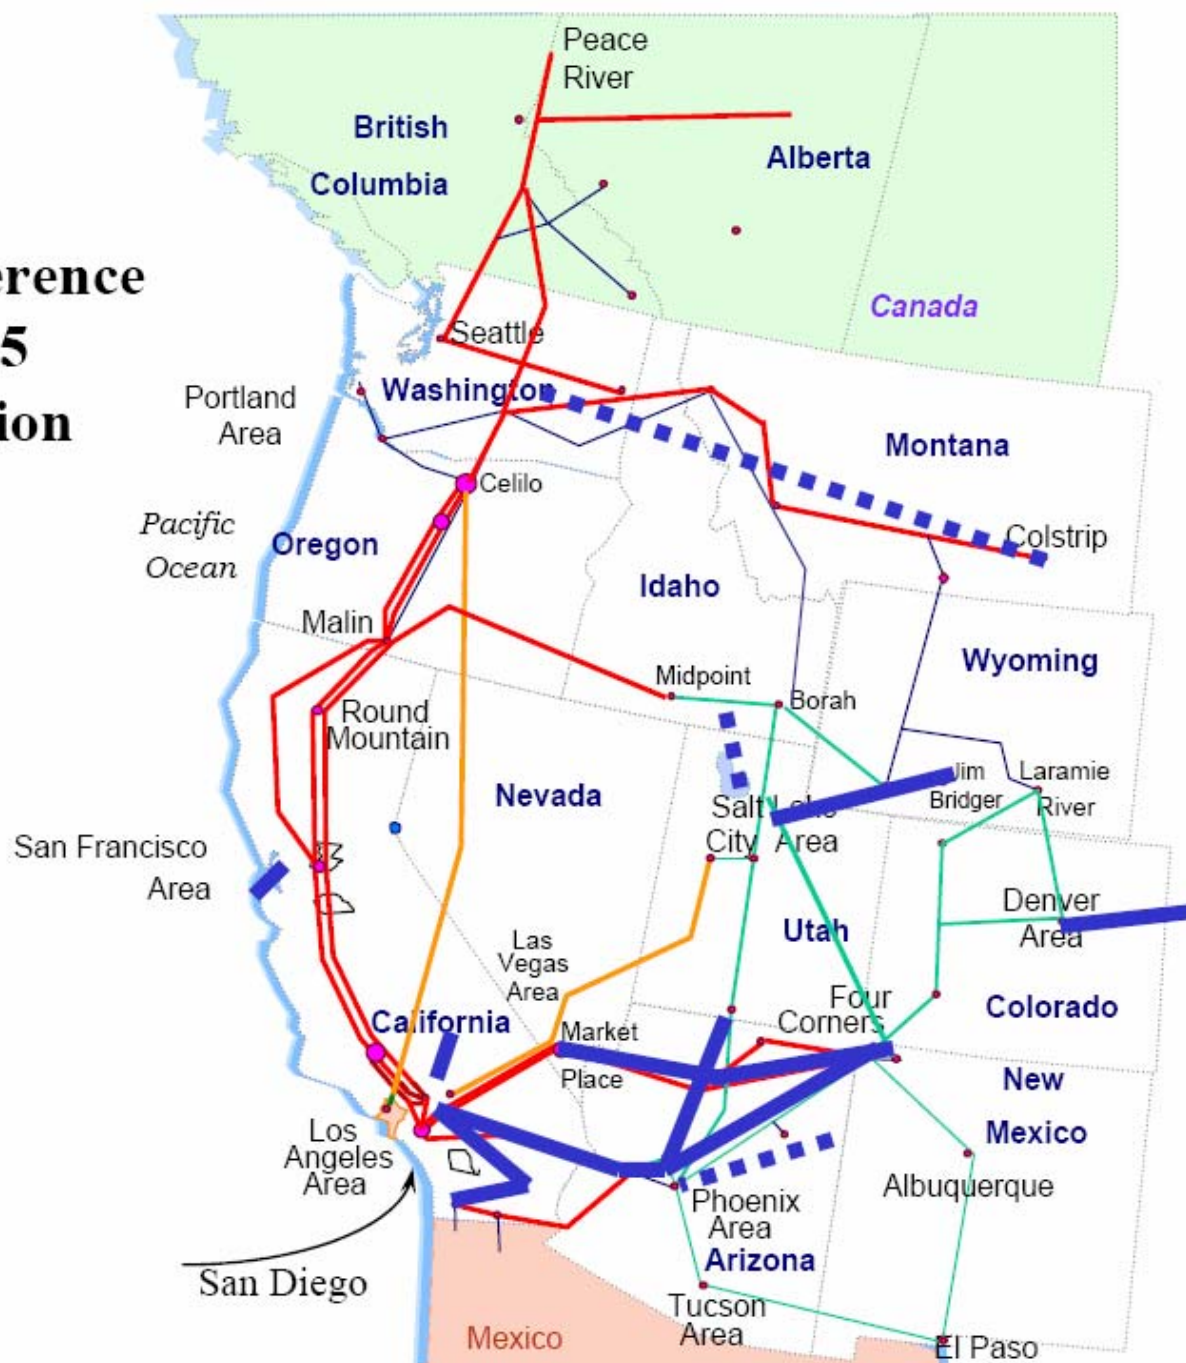 Peace
River
British
Columbia
Alberta
erence
5
ion
Canada
Seattle
Washington
Portland
Area
Montana
Celilo
Pacific
Ocean
Oregon
Colstrip
Idaho
Malin
Wyoming
Midpoint
Borah
Round
Mountain
Nevada
Jim
Bridger
Laramie
River
Salt Lake
City Area
San Francisco
Area
Denver
Area
Utah
Las
Vegas
Area
Four
Corners
Colorado
California
Market
Place
New
Mexico
Los
Angeles
Area
Albuquerque
Phoenix
Area
Arizona
San Diego
Tucson
Area
Mexico
El Paso